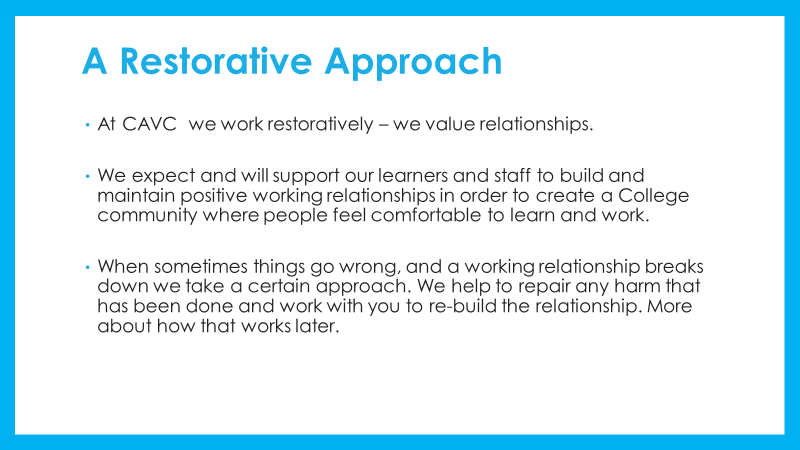 A Restorative Approach
• At CAVC  we work restoratively – we value relationships.
• We expect and will support our learners and staff to build and
maintain positive working relationships in order to create a College
community where people feel comfortable to learn and work.
• When sometimes things go wrong, and a working relationship breaks
down we take a certain approach. We help to repair any harm that
has been done and work with you to re-build the relationship. More
about how that works later.